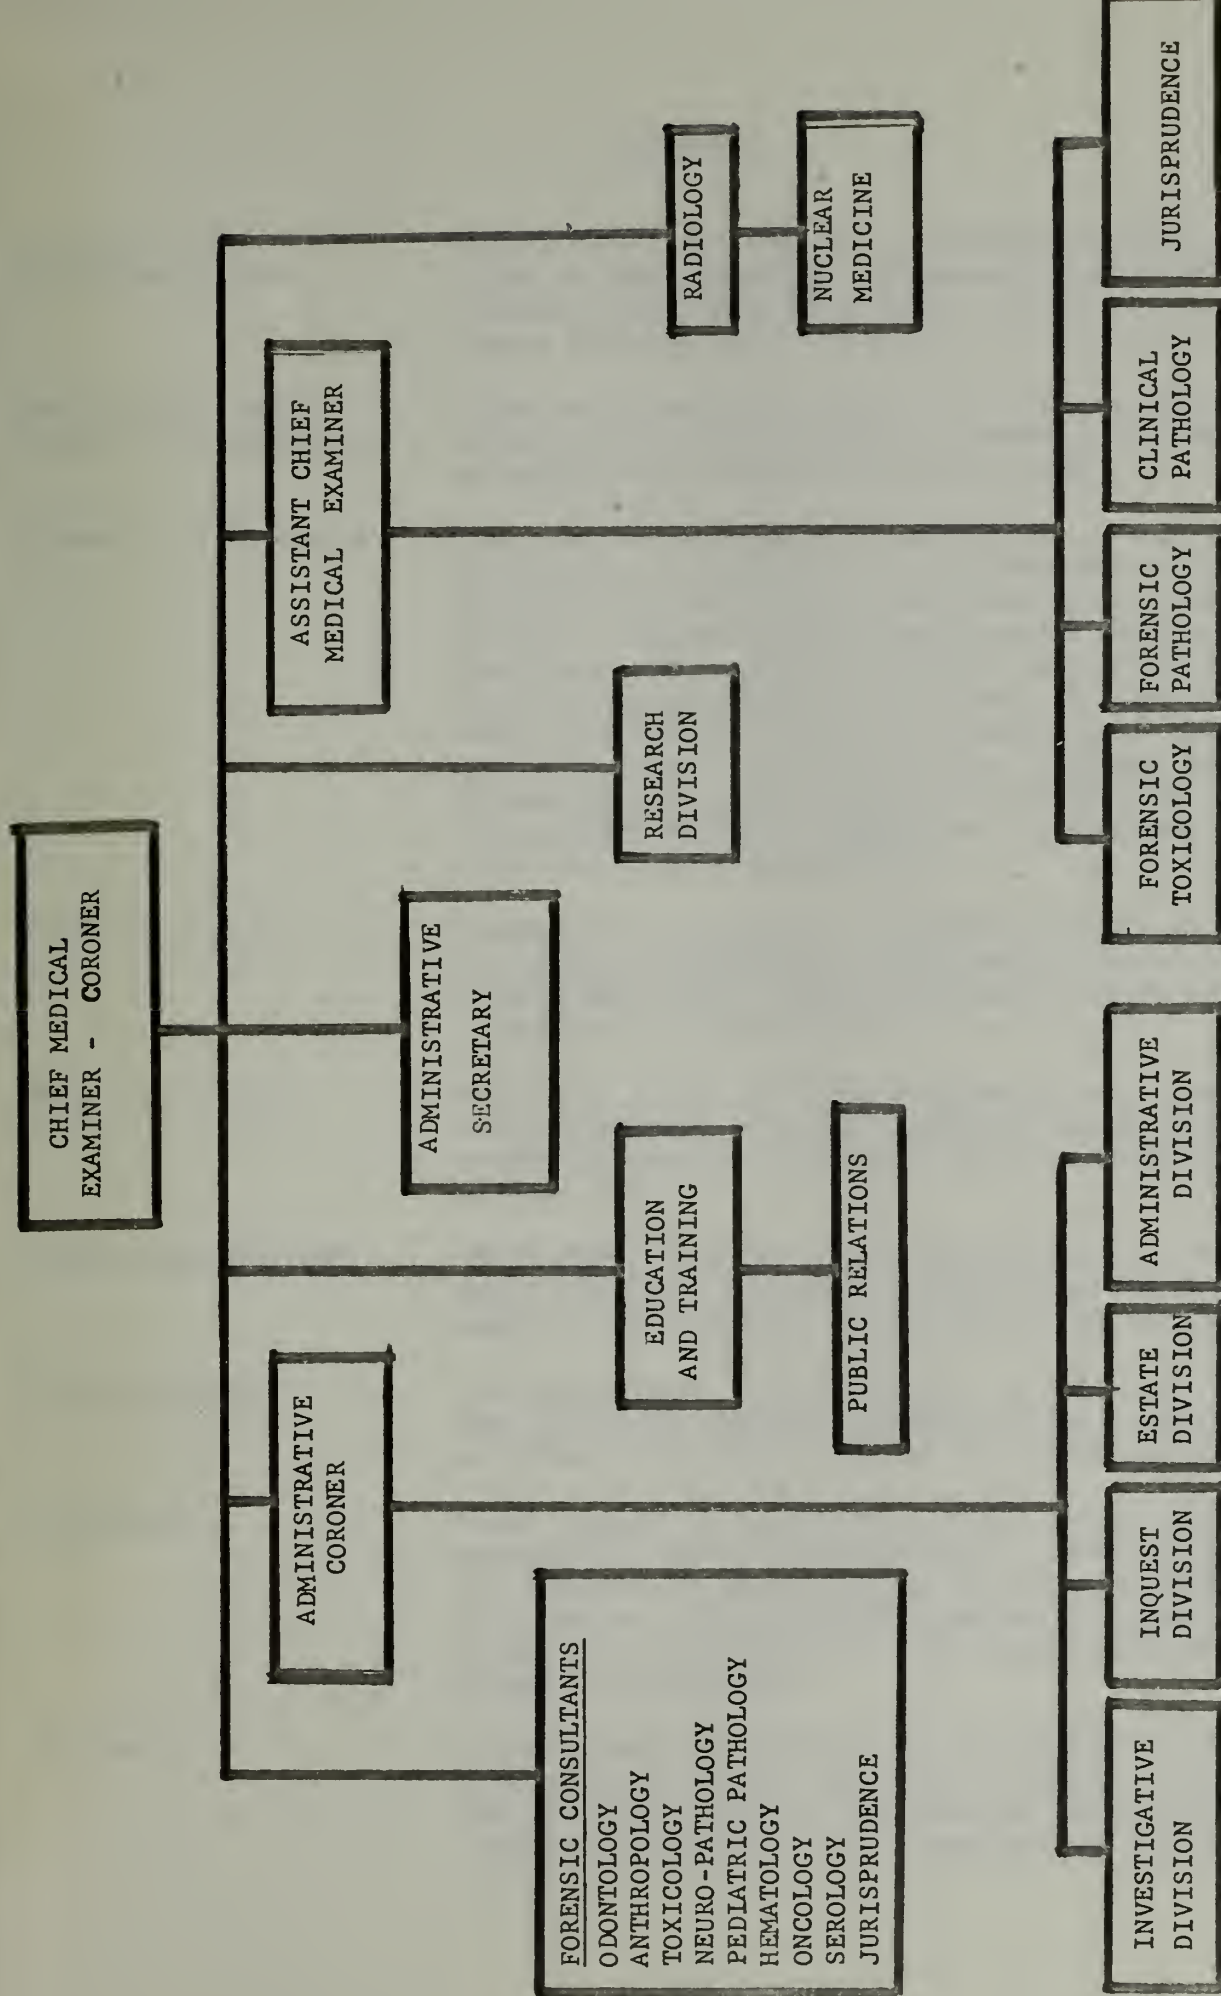 CHIEF MEDICAL
EXAMINER - CORONER
ADMINISTRATIVE
CORONER
ASSISTANT CHIEF
MEDICAL EXAMINER
ADMINISTRATIVE
SECRETARY
FORENSIC CONSULTANTS
ODONTOLOGY
ANTHROPOLOGY
TOXICOLOGY
NEURO-PATHOLOGY
PEDIATRIC PATHOLOGY
HEMATOLOGY
ONCOLOGY
SEROLOGY
JURISPRUDENCE
EDUCATION
AND TRAINING
PUBLIC RELATIONS
RESEARCH
DIVISION
RADIOLOGY
NUCLEAR
MEDICINE
INVESTIGATIVE
DIVISION
INQUEST
DIVISION
ESTATE
DIVISION
ADMINISTRATIVE
DIVISION
FORENSIC
TOXICOLOGY
FORENSIC
PATHOLOGY
CLINICAL
PATHOLOGY
JURISPRUDENCE